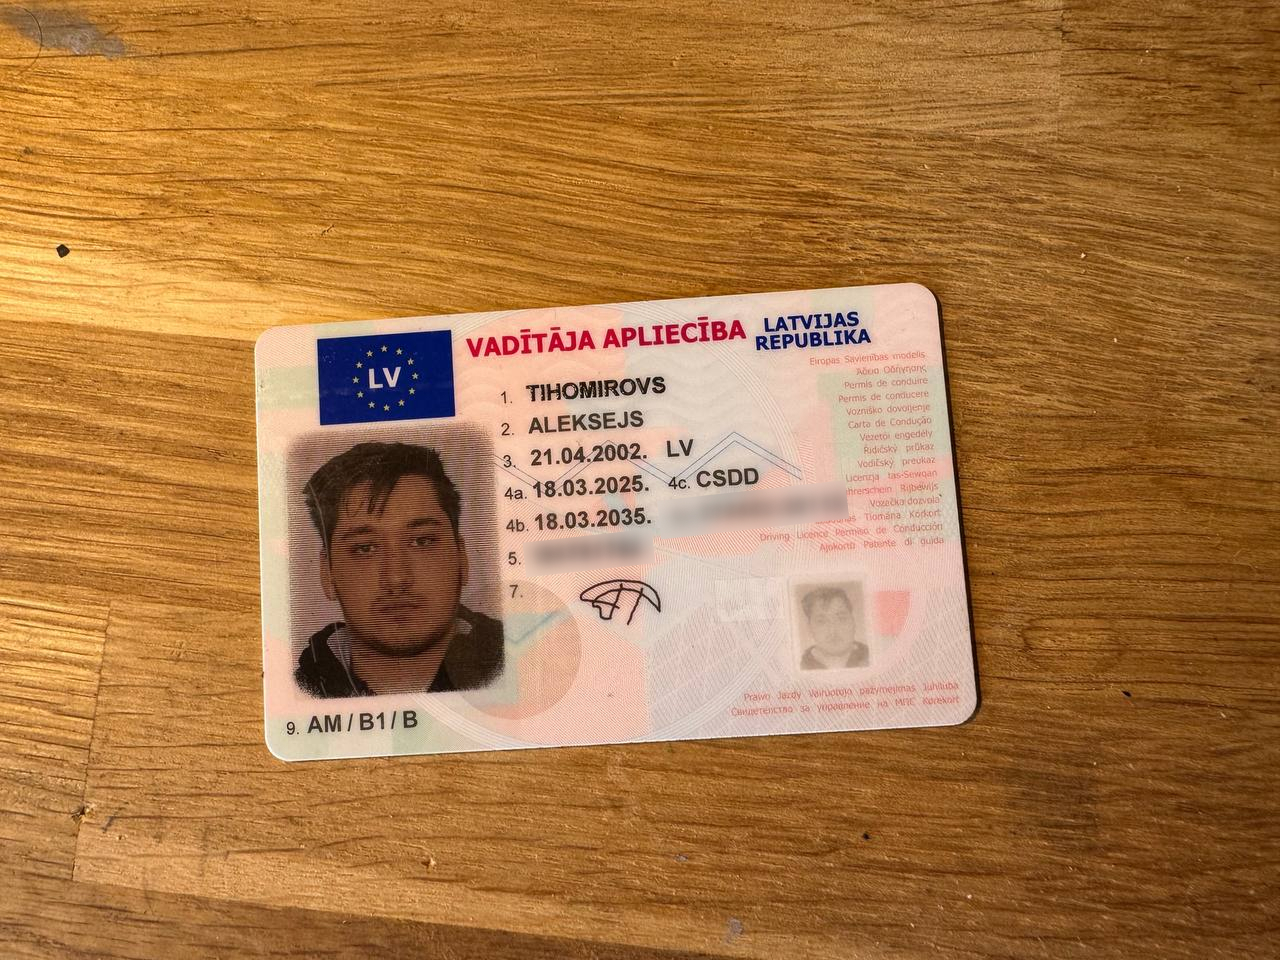 LV
VADĪTĀJA APLIECĪBA
LATVIJAS
REPUBLIKA
1. TIHOMIROVS
2. ALEKSEJS
3. 21.04.2002. LV
4a. 18.03.2025. 4c. CSDD
4b. 18.03.2035.
5.
7.
9. AM / B1 / B
Eiropas Savienības modelis
Άδεια Οδήγησης
Permis de conduire
Permis de conducere
Vozniško dovoljenje
Carta de Condução
Vezetői engedély
Řidičský průkaz
Vodičský preukaz
Liċenzja tas-Sewqan
Rijbewijs
Vozačka dozvola
Tiomána Körkort
Driving Licence Permiso de Conducción
Ajokortti Patente di guida
Prawo Jazdy Vairuotojo pažymėjimas Juhiluba
Свидетелство за управление на МПС Kørekort